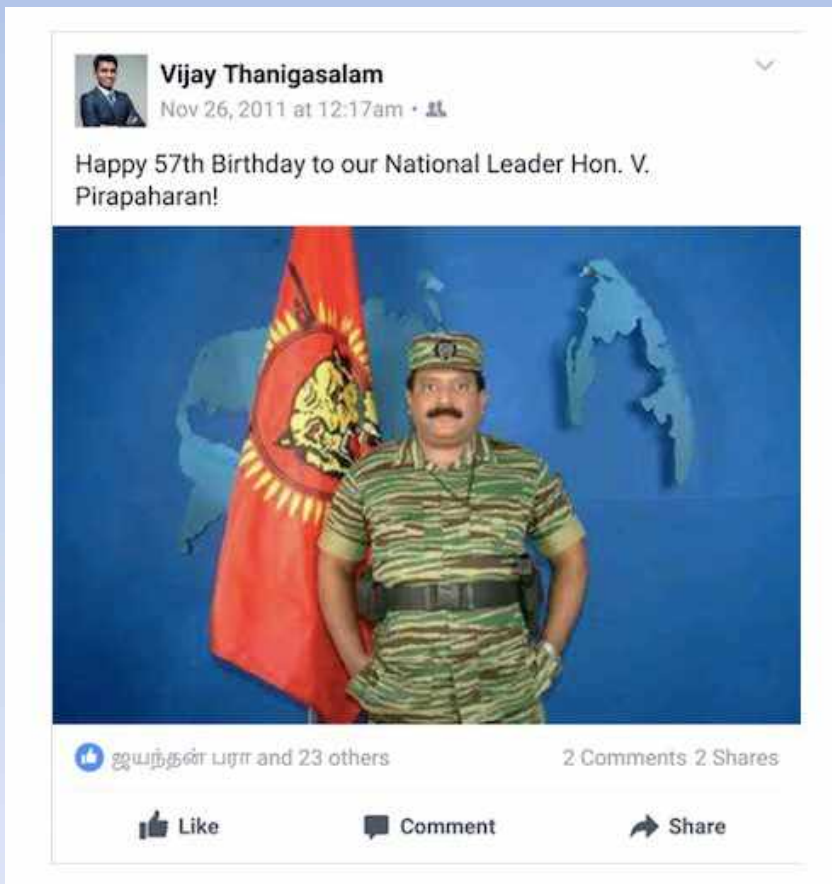 Vijay Thanigasalam
Nov 26, 2011 at 12:17am ·
Happy 57th Birthday to our National Leader Hon. V.
Pirapaharan!
ஜயந்தன் பரா and 23 others
2 Comments 2 Shares
Like
Comment
Share